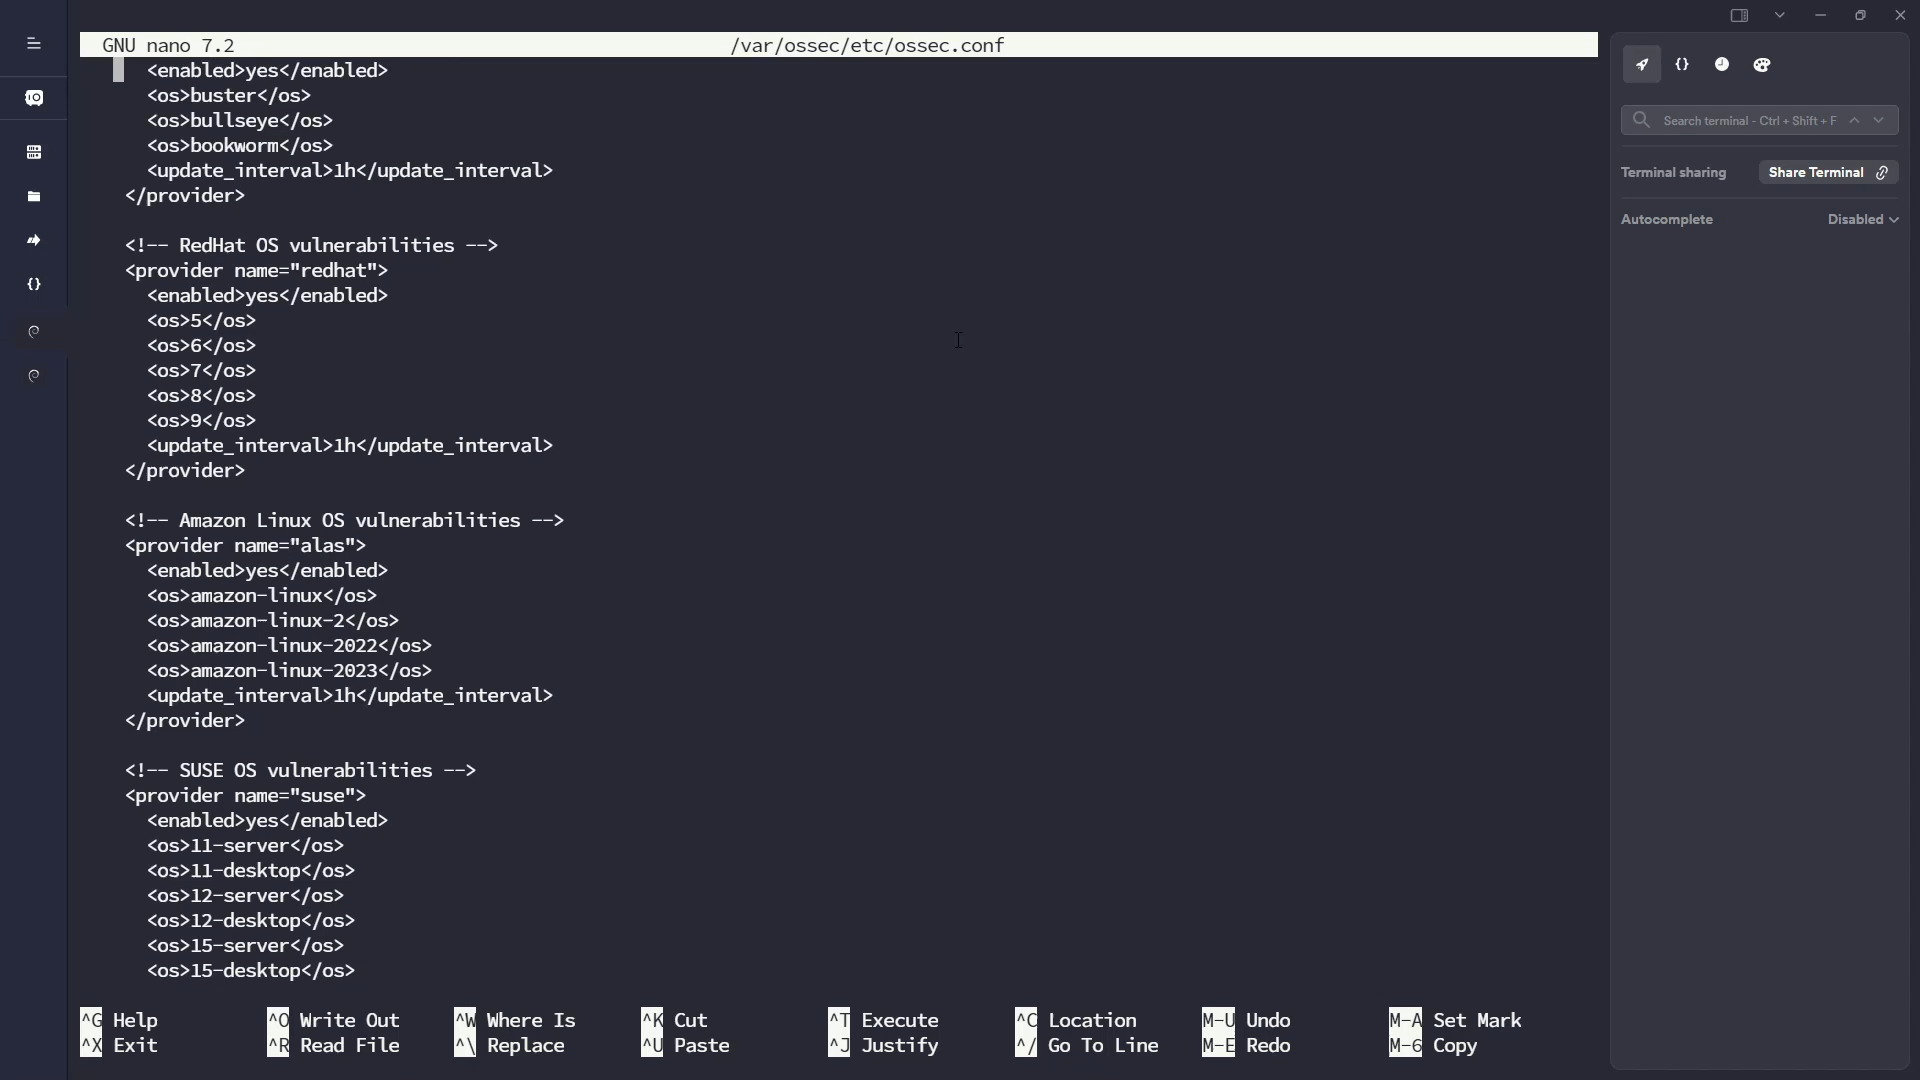 GNU nano 7.2 /var/ossec/etc/ossec.conf
<enabled>yes</enabled>
<os>buster</os>
<os>bullseye</os>
<os>bookworm</os>
<update_interval>1h</update_interval>
</provider>
<!-- RedHat OS vulnerabilities -->
<provider name="redhat">
<enabled>yes</enabled>
<os>5</os>
<os>6</os>
<os>7</os>
<os>8</os>
<os>9</os>
<update_interval>1h</update_interval>
</provider>
<!-- Amazon Linux OS vulnerabilities -->
<provider name="alas">
<enabled>yes</enabled>
<os>amazon-linux</os>
<os>amazon-linux-2</os>
<os>amazon-linux-2022</os>
<os>amazon-linux-2023</os>
<update_interval>1h</update_interval>
</provider>
<!-- SUSE OS vulnerabilities -->
<provider name="suse">
<enabled>yes</enabled>
<os>11-server</os>
<os>11-desktop</os>
<os>12-server</os>
<os>12-desktop</os>
<os>15-server</os>
<os>15-desktop</os>
^G Help ^O Write Out ^W Where Is ^K Cut ^T Execute ^C Location M-U Undo M-A Set Mark
^X Exit ^R Read File ^\ Replace ^U Paste ^J Justify ^/ Go To Line M-E Redo M-6 Copy
{}
{}
Search terminal - Ctrl + Shift + F
Terminal sharing Share Terminal
Autocomplete Disabled